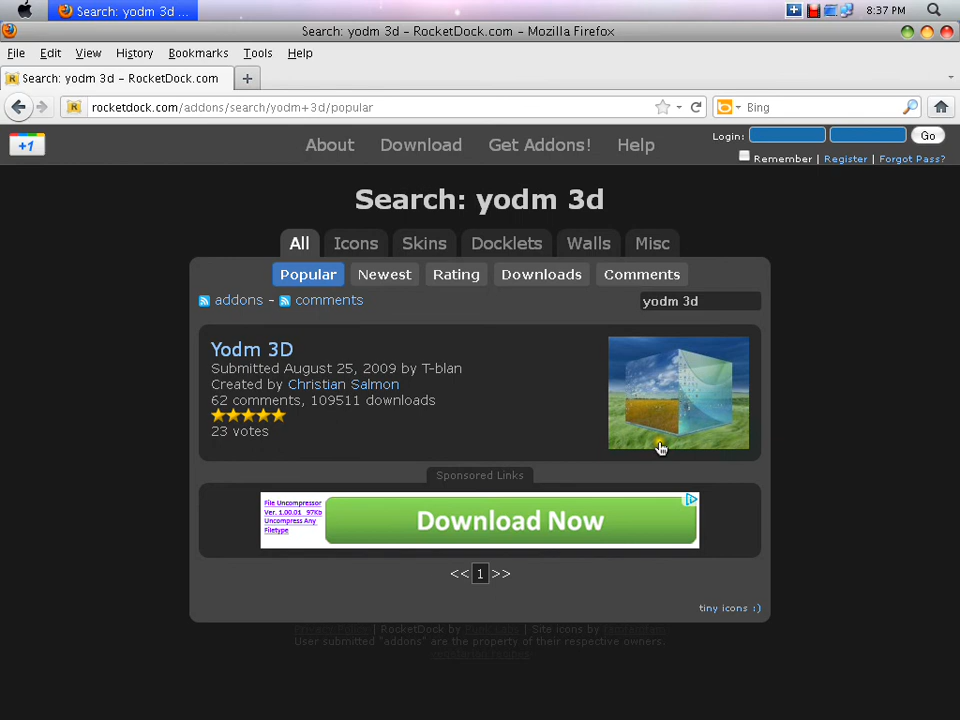 Search: yodm 3d ...
8:37 PM
Search: yodm 3d – RocketDock.com – Mozilla Firefox
File Edit View History Bookmarks Tools Help
Search: yodm 3d – RocketDock.com
rocketdock.com/addons/search/yodm+3d/popular
Bing
+1
About Download Get Addons! Help
Login: Go
Remember | Register | Forgot Pass?
Search: yodm 3d
All Icons Skins Docklets Walls Misc
Popular Newest Rating Downloads Comments
addons – comments
yodm 3d
Yodm 3D
Submitted August 25, 2009 by T-blan
Created by Christian Salmon
62 comments, 109511 downloads
23 votes
Sponsored Links
File Uncompressor
Ver. 1.00.01 97Kb
Uncompress Any
Filetype
Download Now
<< 1 >>
tiny icons :)
Privacy Policy | RocketDock by | Site icons by
User submitted "addons" are the property of their respective owners.